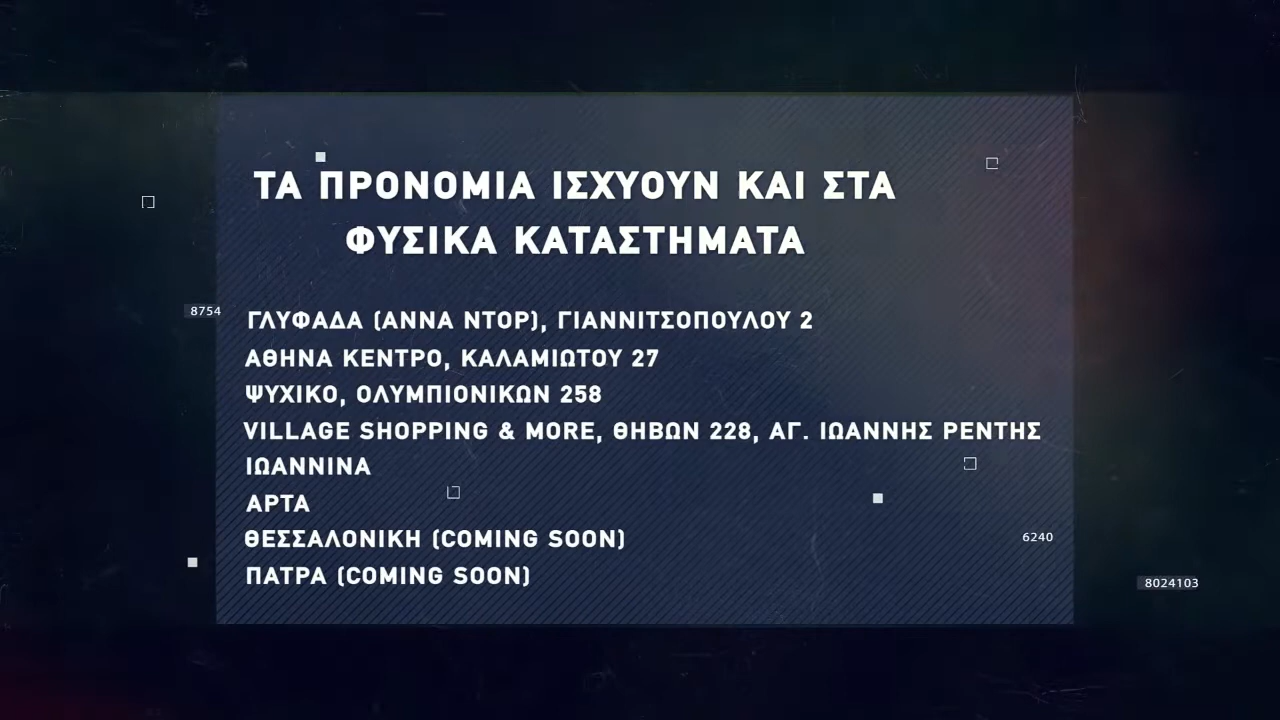 ΤΑ ΠΡΟΝΟΜΙΑ ΙΣΧΥΟΥΝ ΚΑΙ ΣΤΑ
ΦΥΣΙΚΑ ΚΑΤΑΣΤΗΜΑΤΑ
8754
ΓΛΥΦΑΔΑ (ΑΝΝΑ ΝΤΟΡ), ΓΙΑΝΝΙΤΣΟΠΟΥΛΟΥ 2
ΑΘΗΝΑ ΚΕΝΤΡΟ, ΚΑΛΑΜΙΩΤΟΥ 27
ΨΥΧΙΚΟ, ΟΛΥΜΠΙΟΝΙΚΩΝ 258
VILLAGE SHOPPING & MORE, ΘΗΒΩΝ 228, ΑΓ. ΙΩΑΝΝΗΣ ΡΕΝΤΗΣ
ΙΩΑΝΝΙΝΑ
ΑΡΤΑ
ΘΕΣΣΑΛΟΝΙΚΗ (COMING SOON)
6240
ΠΑΤΡΑ (COMING SOON)
8024103